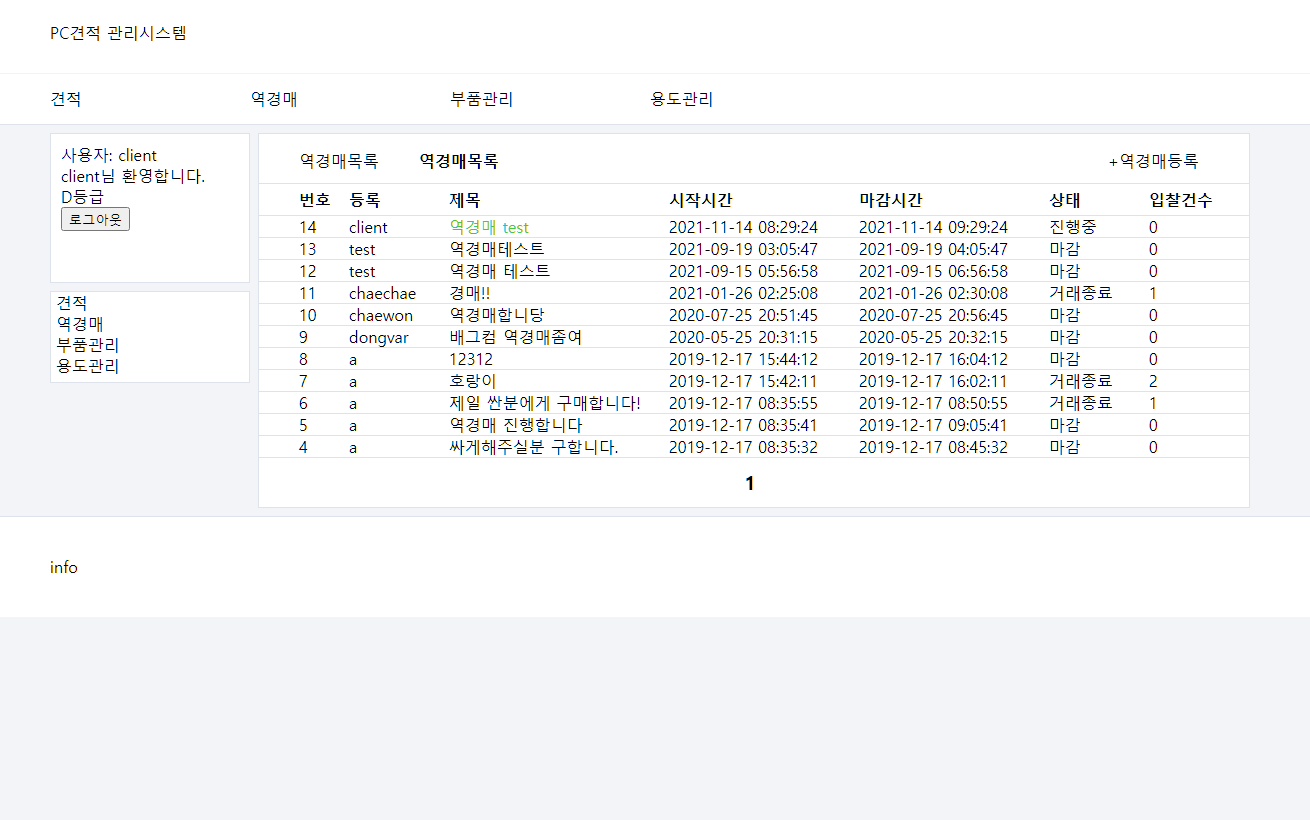 PC견적 관리시스템
견적 역경매 부품관리 용도관리
사용자: client
client님 환영합니다.
D등급
로그아웃
견적
역경매
부품관리
용도관리
역경매목록 역경매목록 +역경매등록
번호 등록 제목 시작시간 마감시간 상태 입찰건수
14 client 역경매 test 2021-11-14 08:29:24 2021-11-14 09:29:24 진행중 0
13 test 역경매테스트 2021-09-19 03:05:47 2021-09-19 04:05:47 마감 0
12 test 역경매 테스트 2021-09-15 05:56:58 2021-09-15 06:56:58 마감 0
11 chaechae 경매!! 2021-01-26 02:25:08 2021-01-26 02:30:08 거래종료 1
10 chaewon 역경매합니당 2020-07-25 20:51:45 2020-07-25 20:56:45 마감 0
9 dongvar 배그컴 역경매좀여 2020-05-25 20:31:15 2020-05-25 20:32:15 마감 0
8 a 12312 2019-12-17 15:44:12 2019-12-17 16:04:12 마감 0
7 a 호랑이 2019-12-17 15:42:11 2019-12-17 16:02:11 거래종료 2
6 a 제일 싼분에게 구매합니다! 2019-12-17 08:35:55 2019-12-17 08:50:55 거래종료 1
5 a 역경매 진행합니다 2019-12-17 08:35:41 2019-12-17 09:05:41 마감 0
4 a 싸게해주실분 구합니다. 2019-12-17 08:35:32 2019-12-17 08:45:32 마감 0
1
info